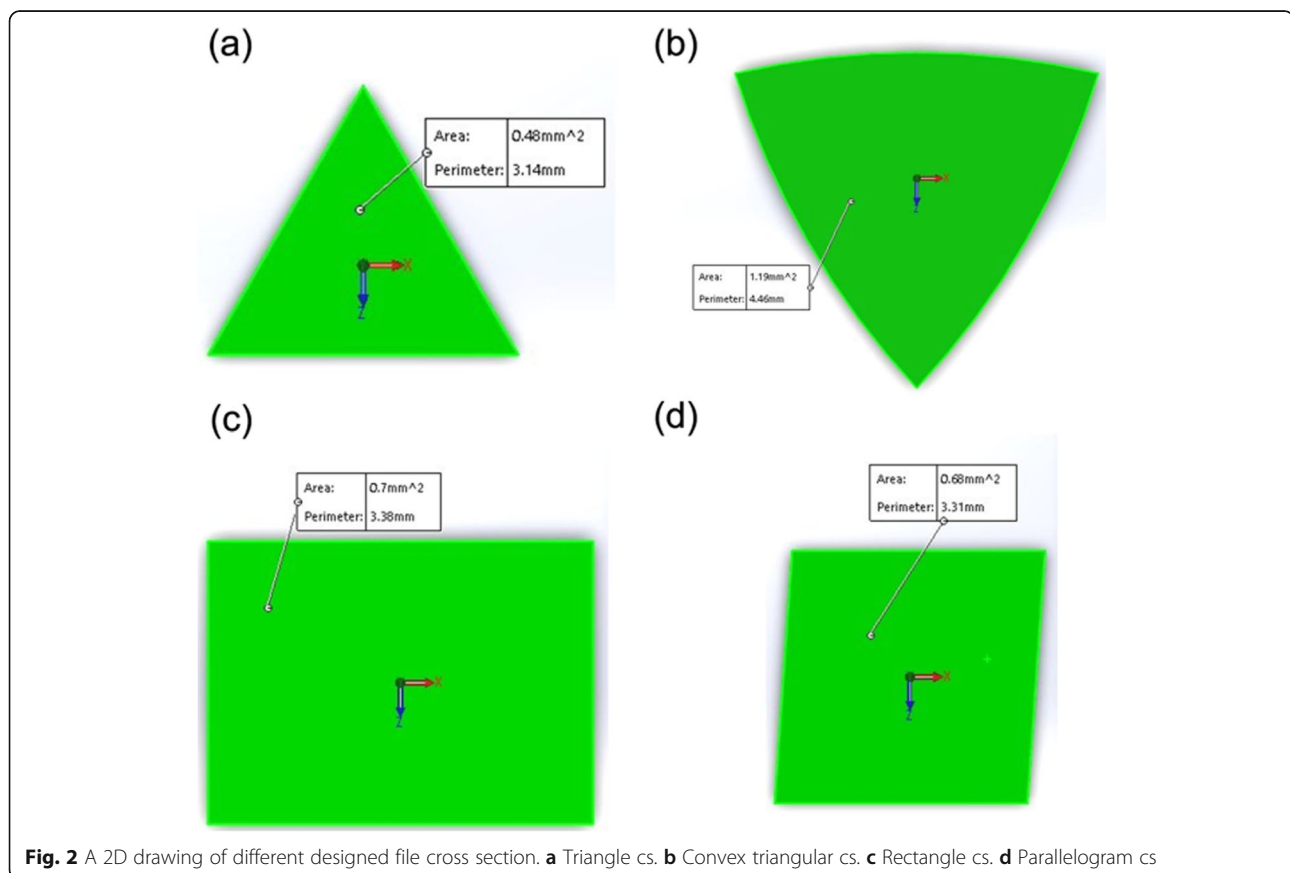 (a)
Area: 0.48mm^2
Perimeter: 3.14mm
X
Z
(b)
X
Z
Area: 1.19mm^2
Perimeter: 4.46mm
(c)
Area: 0.7mm^2
Perimeter: 3.38mm
X
Z
(d)
Area: 0.68mm^2
Perimeter: 3.31mm
X
Z
Fig. 2 A 2D drawing of different designed file cross section. a Triangle cs. b Convex triangular cs. c Rectangle cs. d Parallelogram cs